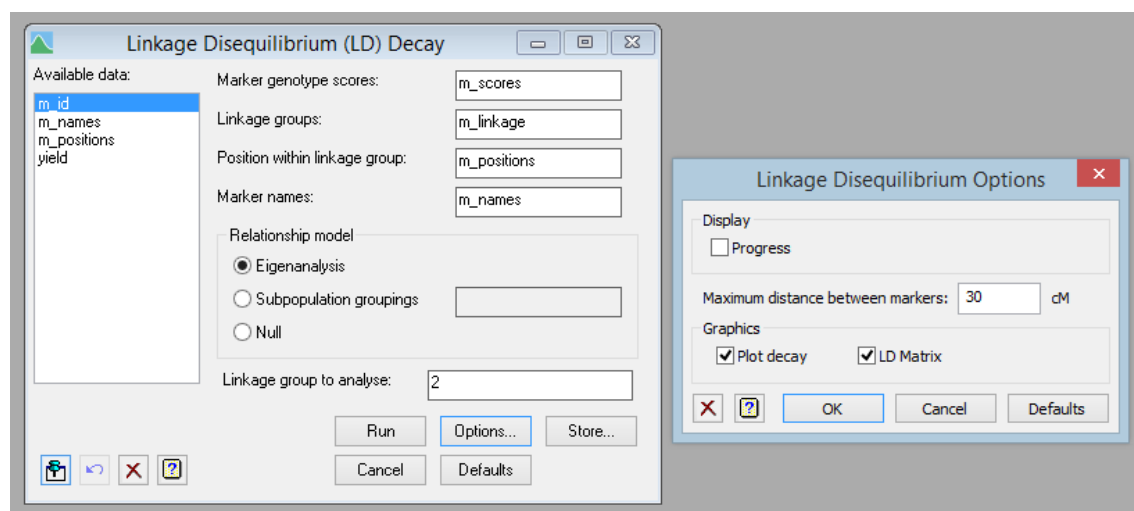 Linkage Disequilibrium (LD) Decay
Available data:
m_id
m_names
m_positions
yield
Marker genotype scores:
m_scores
Linkage groups:
m_linkage
Position within linkage group:
m_positions
Marker names:
m_names
Relationship model
Eigenanalysis
Subpopulation groupings
Null
Linkage group to analyse:
2
Run
Options...
Store...
Cancel
Defaults
Linkage Disequilibrium Options
Display
Progress
Maximum distance between markers:
30
cM
Graphics
Plot decay
LD Matrix
OK
Cancel
Defaults